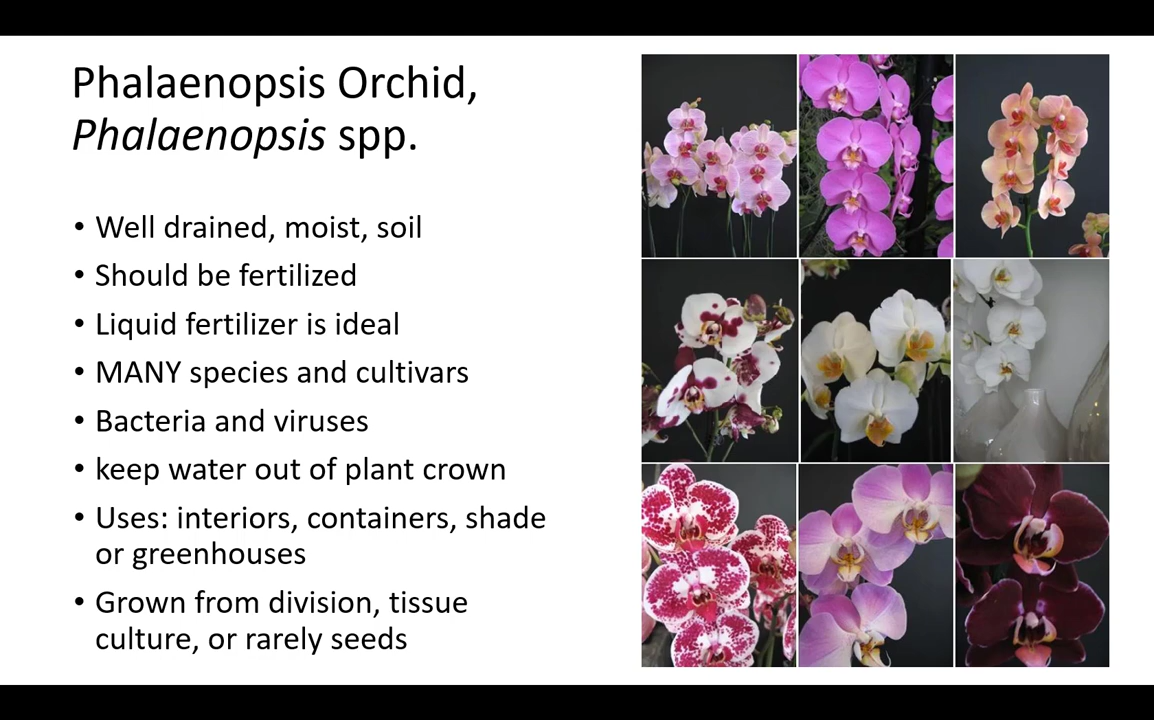 Phalaenopsis Orchid,
Phalaenopsis spp.
• Well drained, moist, soil
• Should be fertilized
• Liquid fertilizer is ideal
• MANY species and cultivars
• Bacteria and viruses
• keep water out of plant crown
• Uses: interiors, containers, shade
or greenhouses
• Grown from division, tissue
culture, or rarely seeds